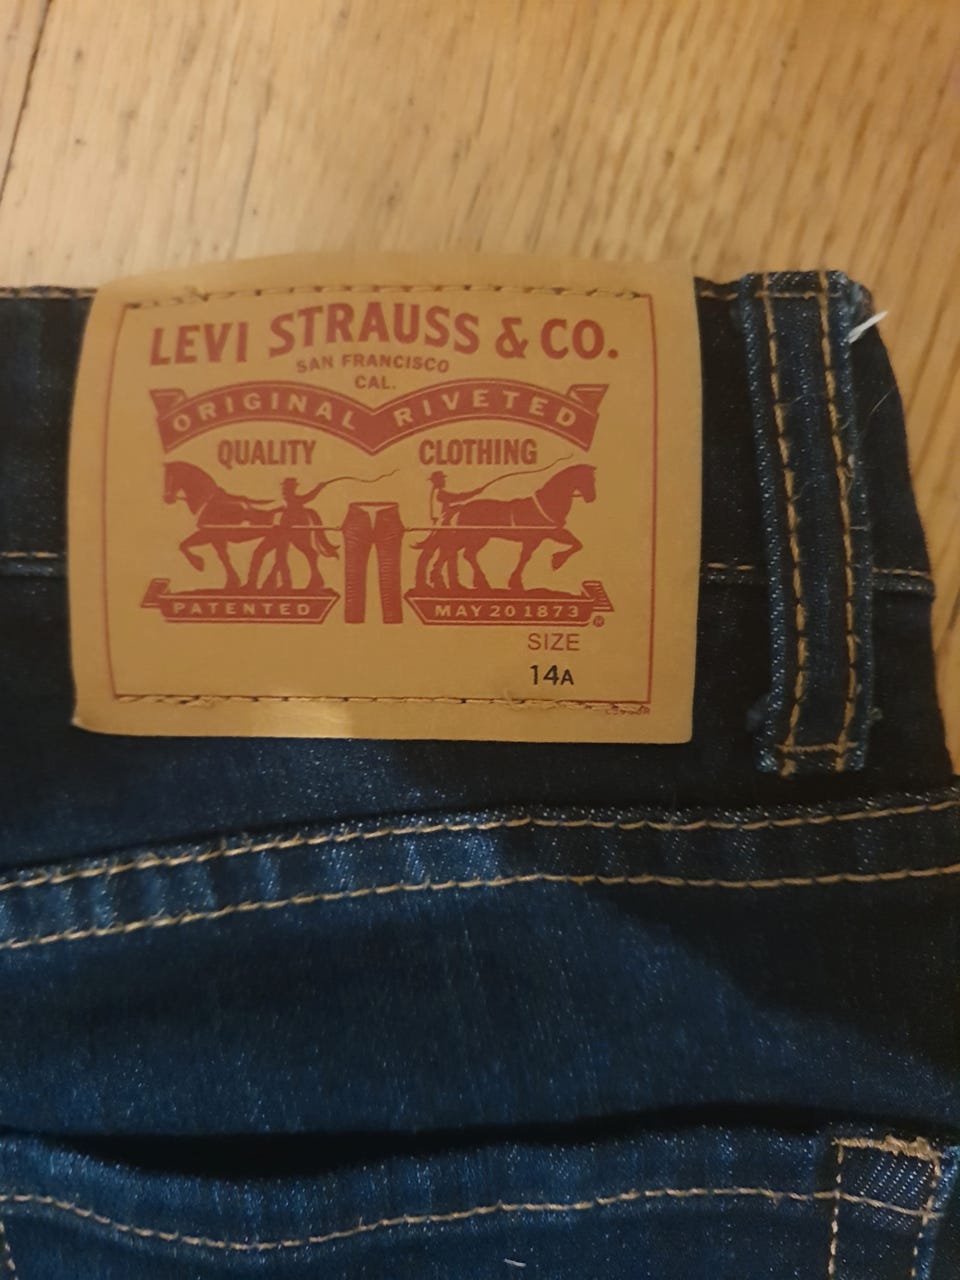 LEVI STRAUSS & CO.
SAN FRANCISCO
CAL.
ORIGINAL RIVETED
QUALITY CLOTHING
PATENTED MAY 20 1873
®
SIZE
14A